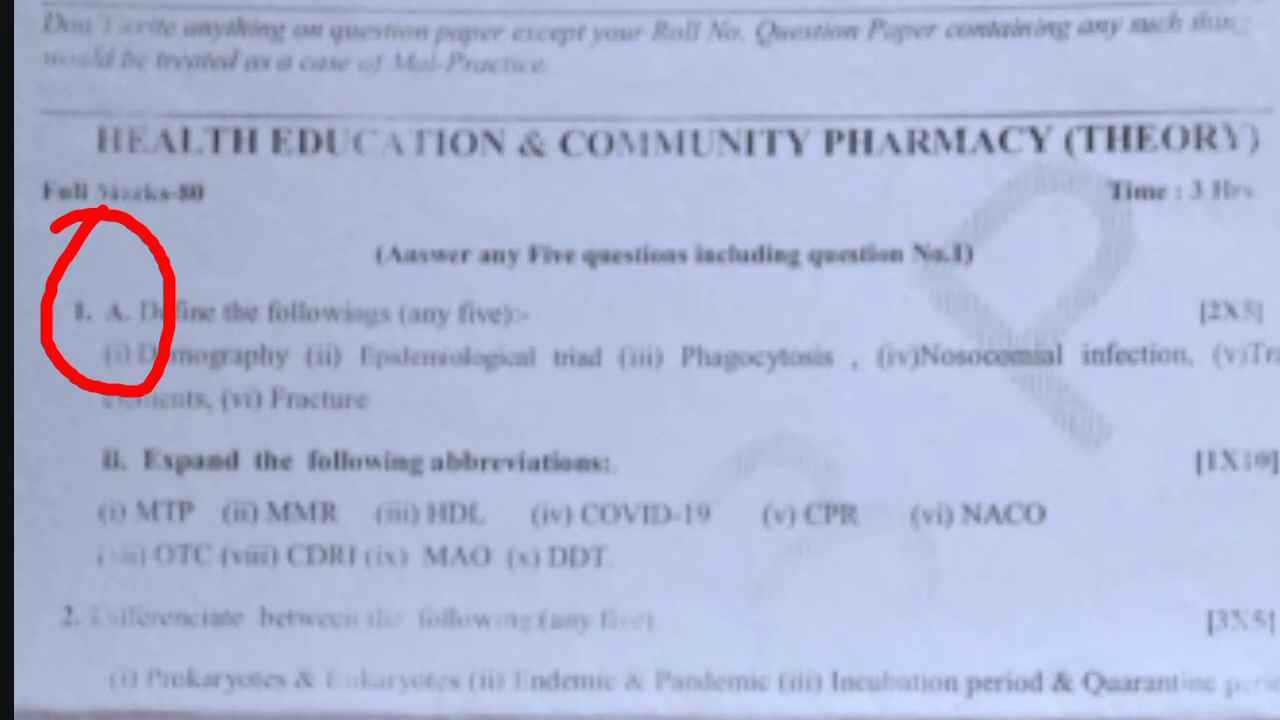 Don't write anything on question paper except your Roll No. Question Paper containing any such thing
would be treated as a case of Mal-Practice.
HEALTH EDUCATION & COMMUNITY PHARMACY (THEORY)
Full Marks-80 Time : 3 Hrs.
(Answer any Five questions including question No.1)
1. A. Define the followings (any five):- [2X5]
(i) Demography (ii) Epidemiological triad (iii) Phagocytosis , (iv)Nosocomial infection, (v)
(vi) Fracture
B. Expand the following abbreviations:. [1X10]
(i) MTP (ii) MMR (iii) HDL (iv) COVID-19 (v) CPR (vi) NACO
(vii) OTC (viii) CDRI (ix) MAO (x) DDT.
2. Differenciate between the following(any five) [3X5]
(i) Prokaryotes & Eukaryotes (ii) Endemic & Pandemic (iii) Incubation period & Quarantine